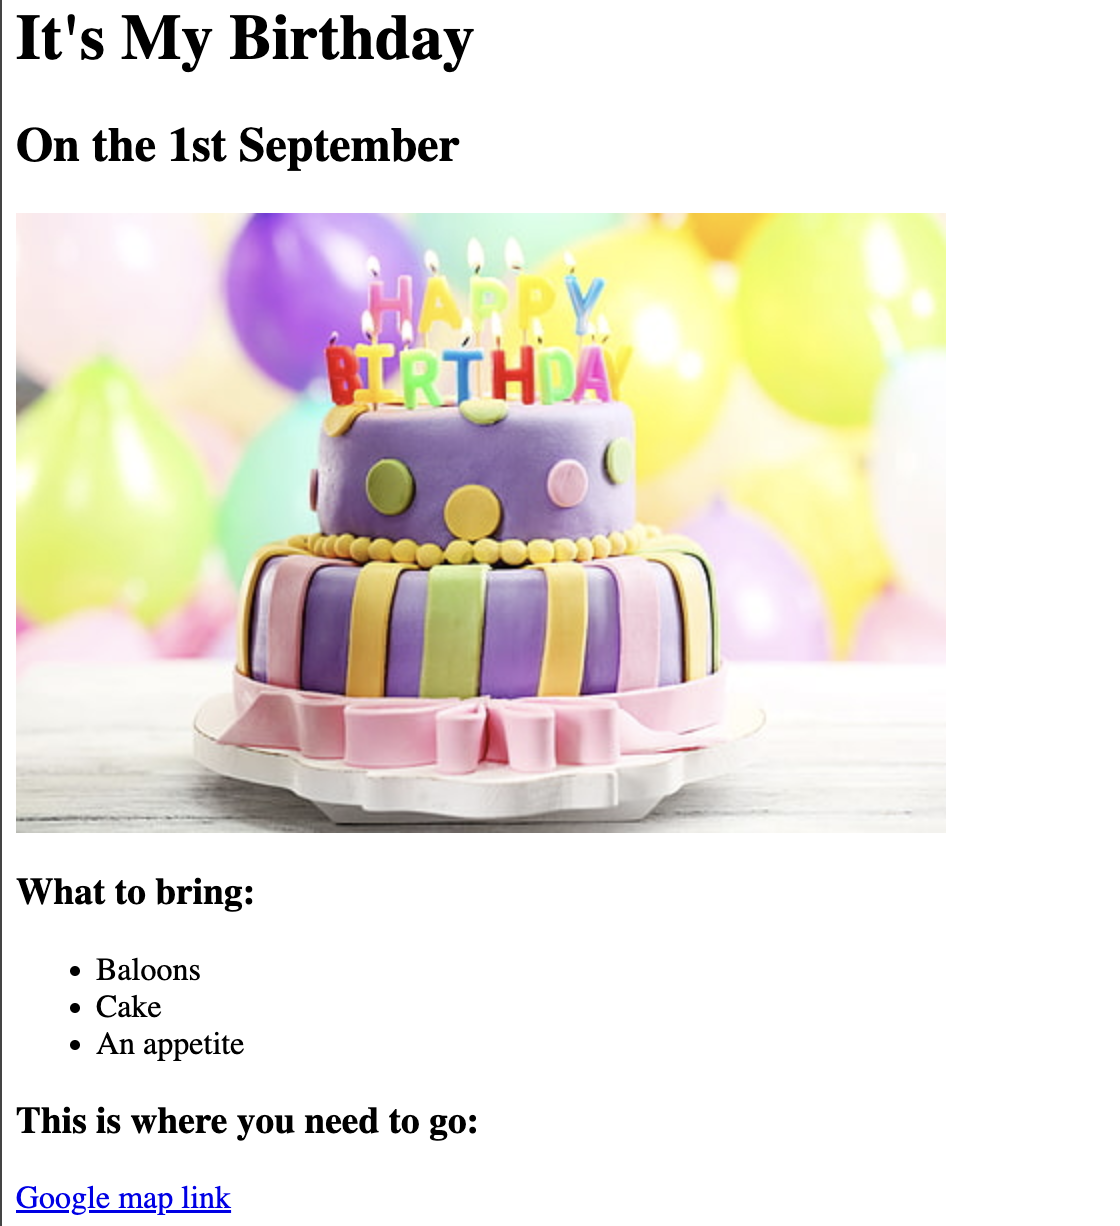 It's My Birthday
On the 1st September
HAPPY
BIRTHDAY
What to bring:
Baloons
Cake
An appetite
This is where you need to go:
Google map link